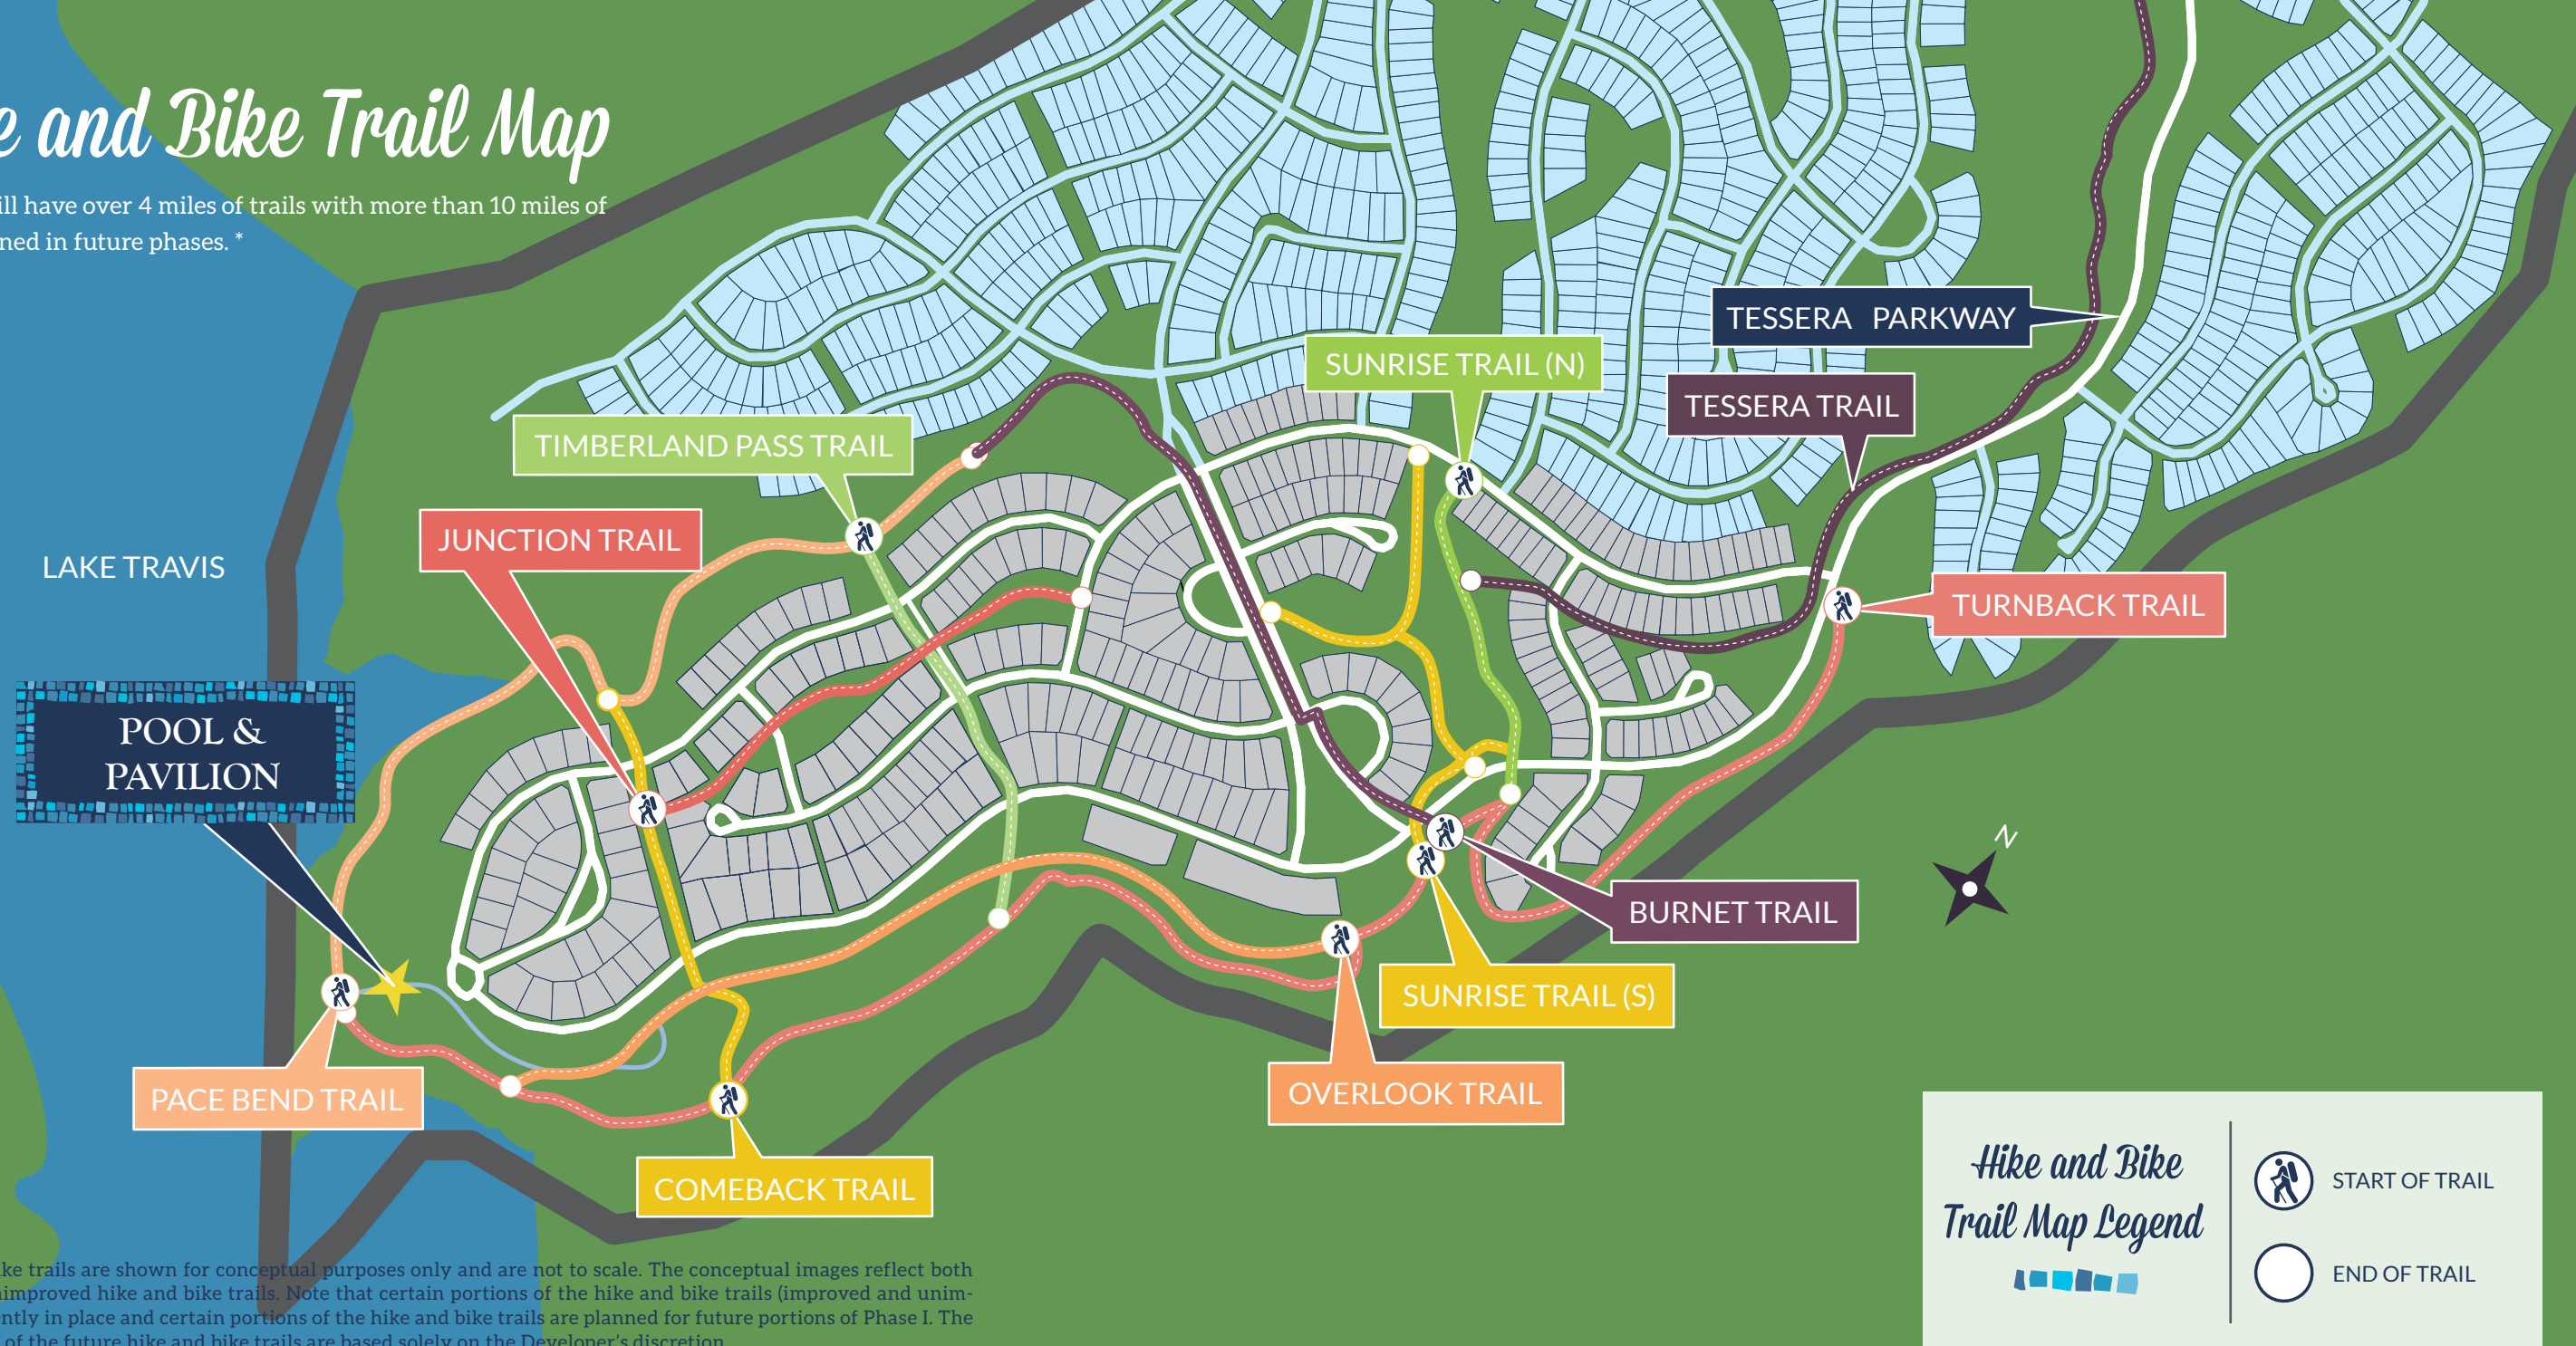 e and Bike Trail Map
ill have over 4 miles of trails with more than 10 miles of
ned in future phases. *
TESSERA PARKWAY
SUNRISE TRAIL (N)
TESSERA TRAIL
TIMBERLAND PASS TRAIL
JUNCTION TRAIL
LAKE TRAVIS
TURNBACK TRAIL
POOL &
PAVILION
N
BURNET TRAIL
SUNRISE TRAIL (S)
PACE BEND TRAIL
OVERLOOK TRAIL
COMEBACK TRAIL
Hike and Bike
Trail Map Legend
START OF TRAIL
END OF TRAIL
ke trails are shown for conceptual purposes only and are not to scale. The conceptual images reflect both
nimproved hike and bike trails. Note that certain portions of the hike and bike trails (improved and unim-
ntly in place and certain portions of the hike and bike trails are planned for future portions of Phase I. The
of the future hike and bike trails are based solely on the Developer's discretion.